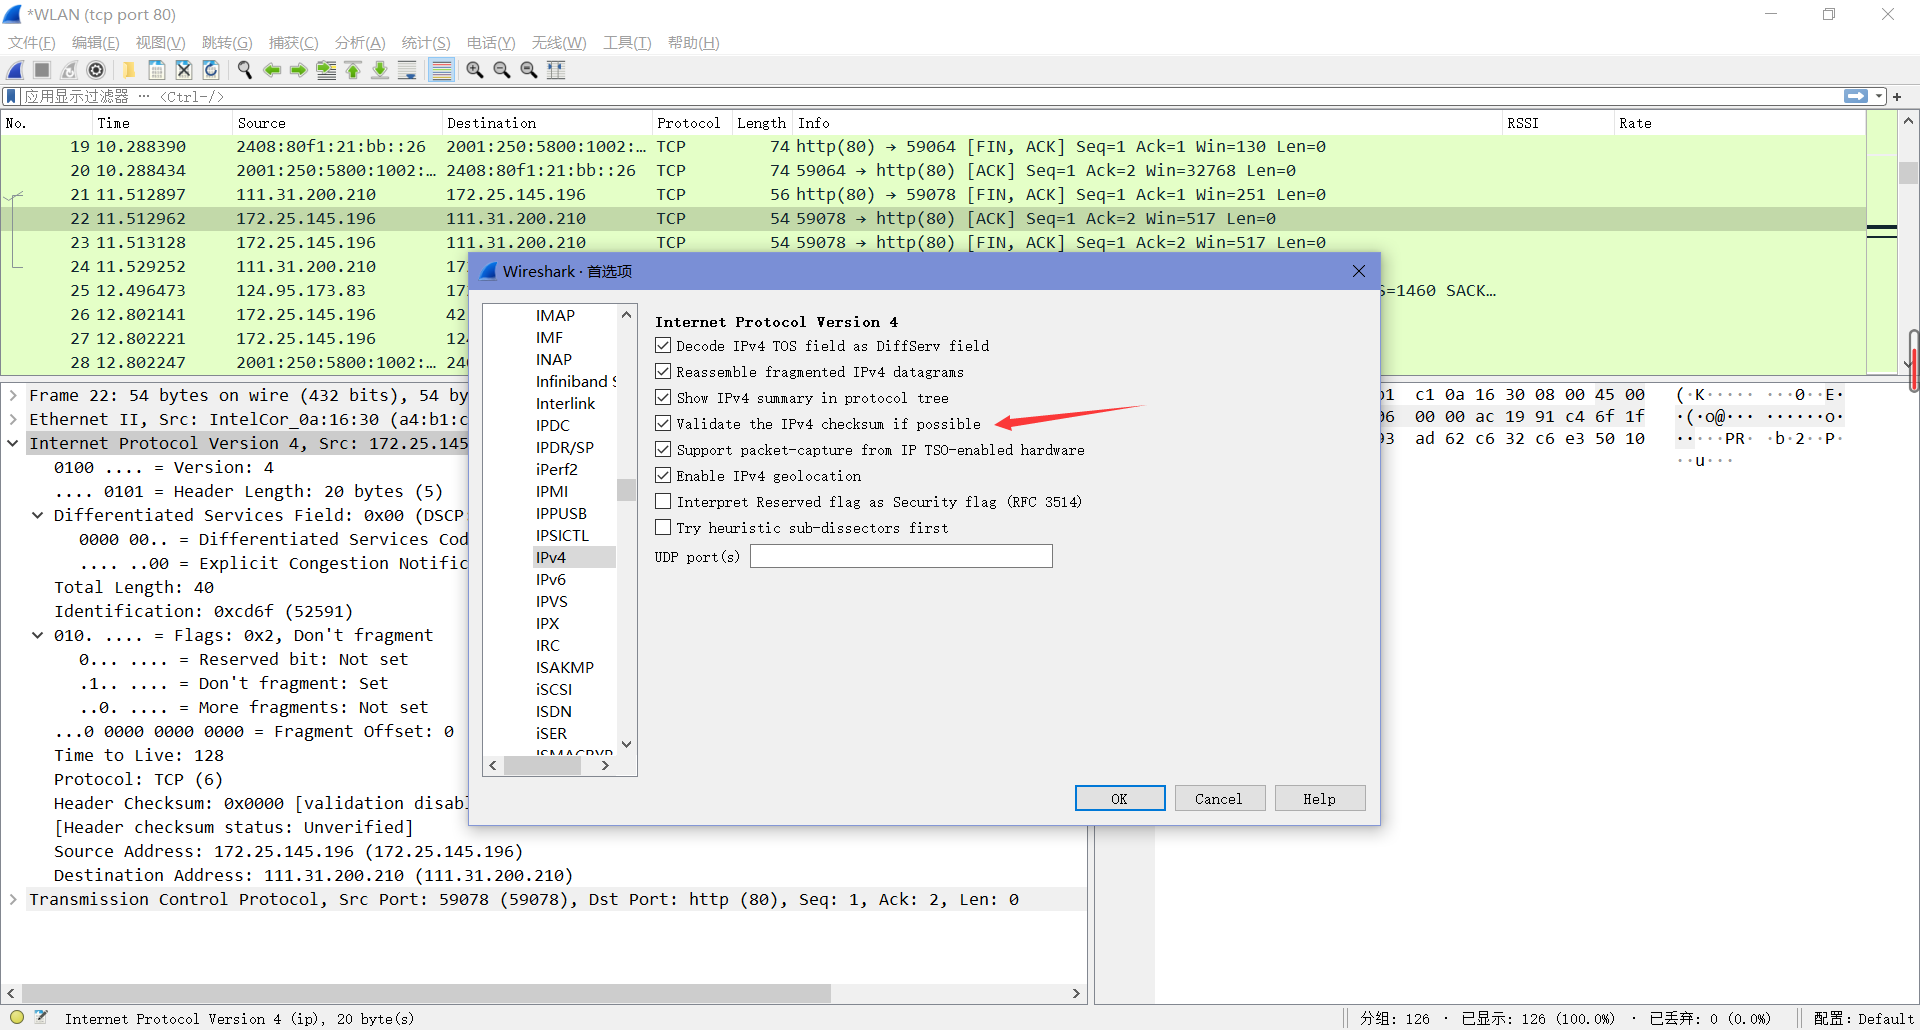 *WLAN (tcp port 80)
文件(F) 编辑(E) 视图(V) 跳转(G) 捕获(C) 分析(A) 统计(S) 电话(Y) 无线(W) 工具(T) 帮助(H)
应用显示过滤器 … <Ctrl-/>
No. Time Source Destination Protocol Length Info RSSI Rate
19 10.288390 2408:80f1:21:bb::26 2001:250:5800:1002:… TCP 74 http(80) → 59064 [FIN, ACK] Seq=1 Ack=1 Win=130 Len=0
20 10.288434 2001:250:5800:1002:… 2408:80f1:21:bb::26 TCP 74 59064 → http(80) [ACK] Seq=1 Ack=2 Win=32768 Len=0
21 11.512897 111.31.200.210 172.25.145.196 TCP 56 http(80) → 59078 [FIN, ACK] Seq=1 Ack=1 Win=251 Len=0
22 11.512962 172.25.145.196 111.31.200.210 TCP 54 59078 → http(80) [ACK] Seq=1 Ack=2 Win=517 Len=0
23 11.513128 172.25.145.196 111.31.200.210 TCP 54 59078 → http(80) [FIN, ACK] Seq=1 Ack=2 Win=517 Len=0
24 11.529252 111.31.200.210 17
25 12.496473 124.95.173.83 17 S=1460 SACK…
26 12.802141 172.25.145.196 42
27 12.802221 172.25.145.196 12
28 12.802247 2001:250:5800:1002:… 24
Wireshark · 首选项
IMAP
IMF
INAP
Infiniband S
Interlink
IPDC
IPDR/SP
iPerf2
IPMI
IPPUSB
IPSICTL
IPv4
IPv6
IPVS
IPX
IRC
ISAKMP
iSCSI
ISDN
iSER
ISMACRYP
Internet Protocol Version 4
Decode IPv4 TOS field as DiffServ field
Reassemble fragmented IPv4 datagrams
Show IPv4 summary in protocol tree
Validate the IPv4 checksum if possible
Support packet-capture from IP TSO-enabled hardware
Enable IPv4 geolocation
Interpret Reserved flag as Security flag (RFC 3514)
Try heuristic sub-dissectors first
UDP port(s)
OK Cancel Help
Frame 22: 54 bytes on wire (432 bits), 54 by
Ethernet II, Src: IntelCor_0a:16:30 (a4:b1:c
Internet Protocol Version 4, Src: 172.25.145
0100 .... = Version: 4
.... 0101 = Header Length: 20 bytes (5)
Differentiated Services Field: 0x00 (DSCP
0000 00.. = Differentiated Services Cod
.... ..00 = Explicit Congestion Notific
Total Length: 40
Identification: 0xcd6f (52591)
010. .... = Flags: 0x2, Don't fragment
0... .... = Reserved bit: Not set
.1.. .... = Don't fragment: Set
..0. .... = More fragments: Not set
...0 0000 0000 0000 = Fragment Offset: 0
Time to Live: 128
Protocol: TCP (6)
Header Checksum: 0x0000 [validation disabl
[Header checksum status: Unverified]
Source Address: 172.25.145.196 (172.25.145.196)
Destination Address: 111.31.200.210 (111.31.200.210)
Transmission Control Protocol, Src Port: 59078 (59078), Dst Port: http (80), Seq: 1, Ack: 2, Len: 0
b1 c1 0a 16 30 08 00 45 00 (·K····· ···0··E·
06 00 00 ac 19 91 c4 6f 1f ·(·o@··· ······o·
93 ad 62 c6 32 c6 e3 50 10 ·····PR· ·b·2··P·
··u···
Internet Protocol Version 4 (ip), 20 byte(s)
分组: 126 · 已显示: 126 (100.0%) · 已丢弃: 0 (0.0%)
配置: Default